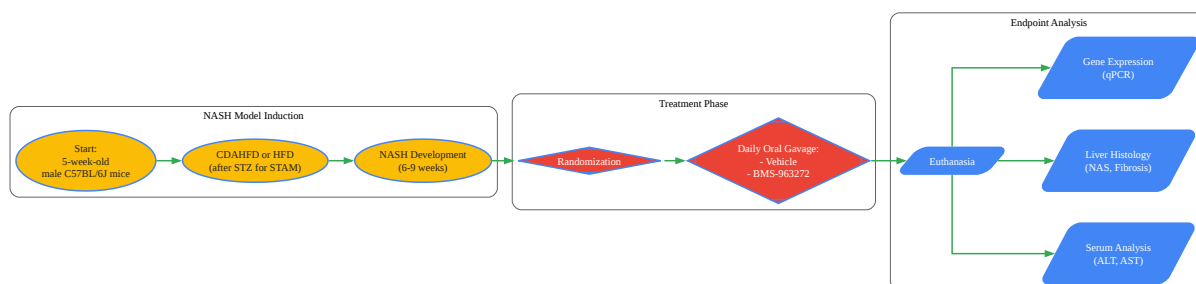 NASH Model Induction
Start:
5-week-old
male C57BL/6J mice
CDAHFD or HFD
(after STZ for STAM)
NASH Development
(6-9 weeks)
Treatment Phase
Randomization
Daily Oral Gavage:
- Vehicle
- BMS-963272
Endpoint Analysis
Euthanasia
Gene Expression
(qPCR)
Liver Histology
(NAS, Fibrosis)
Serum Analysis
(ALT, AST)